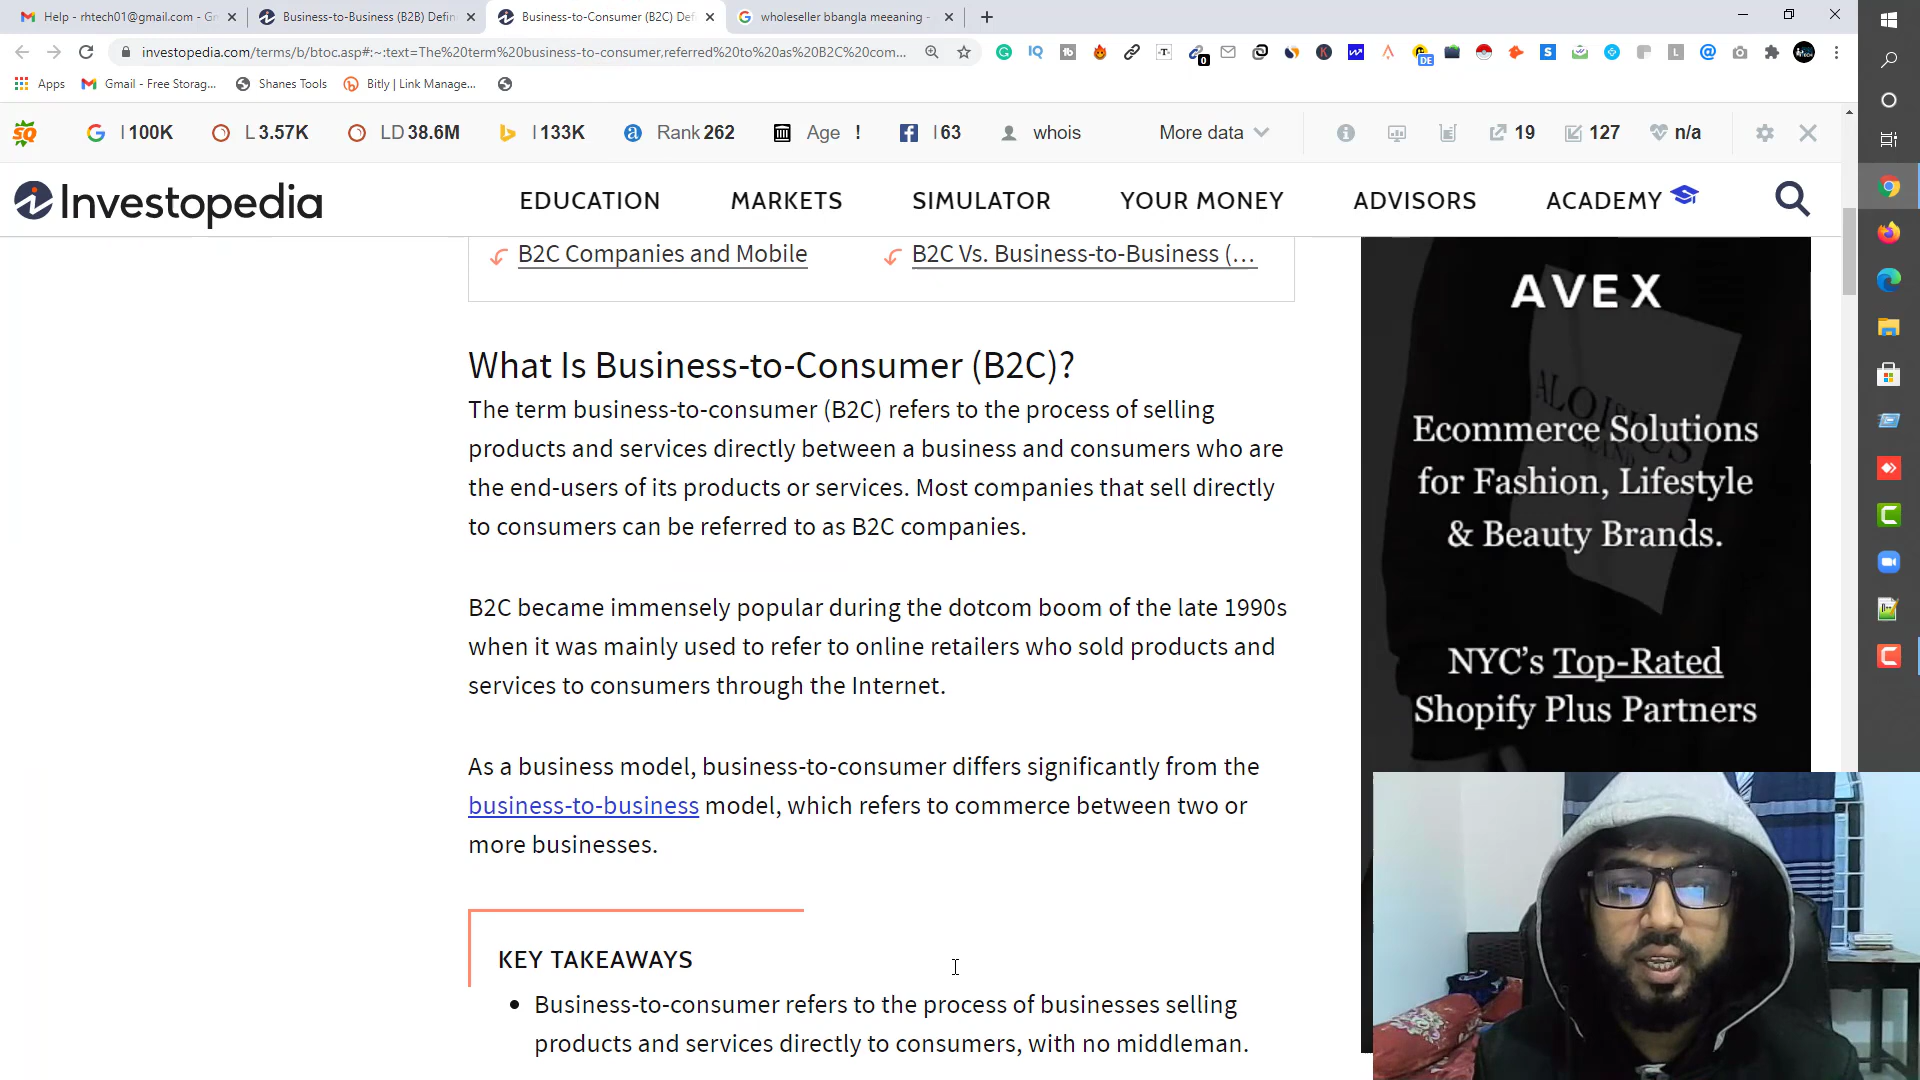 Help - rhtech01@gmail.com - G
Business-to-Business (B2B) Defin
Business-to-Consumer (B2C) De
wholeseller bbangla meeaning -
investopedia.com/terms/b/btoc.asp#:~:text=The%20term%20business-to-consumer,referred%20to%20as%20B2C%20com...
0
DE
Apps
Gmail - Free Storag...
Shanes Tools
Bitly | Link Manage...
SQ
I 100K
L 3.57K
LD 38.6M
I 133K
Rank 262
Age !
I 63
whois
More data
19
127
n/a
Investopedia
EDUCATION
MARKETS
SIMULATOR
YOUR MONEY
ADVISORS
ACADEMY
B2C Companies and Mobile
B2C Vs. Business-to-Business (...
What Is Business-to-Consumer (B2C)?
The term business-to-consumer (B2C) refers to the process of selling
products and services directly between a business and consumers who are
the end-users of its products or services. Most companies that sell directly
to consumers can be referred to as B2C companies.
B2C became immensely popular during the dotcom boom of the late 1990s
when it was mainly used to refer to online retailers who sold products and
services to consumers through the Internet.
As a business model, business-to-consumer differs significantly from the
business-to-business model, which refers to commerce between two or
more businesses.
KEY TAKEAWAYS
Business-to-consumer refers to the process of businesses selling
products and services directly to consumers, with no middleman.
AVEX
Ecommerce Solutions
for Fashion, Lifestyle
& Beauty Brands.
NYC's Top-Rated
Shopify Plus Partners